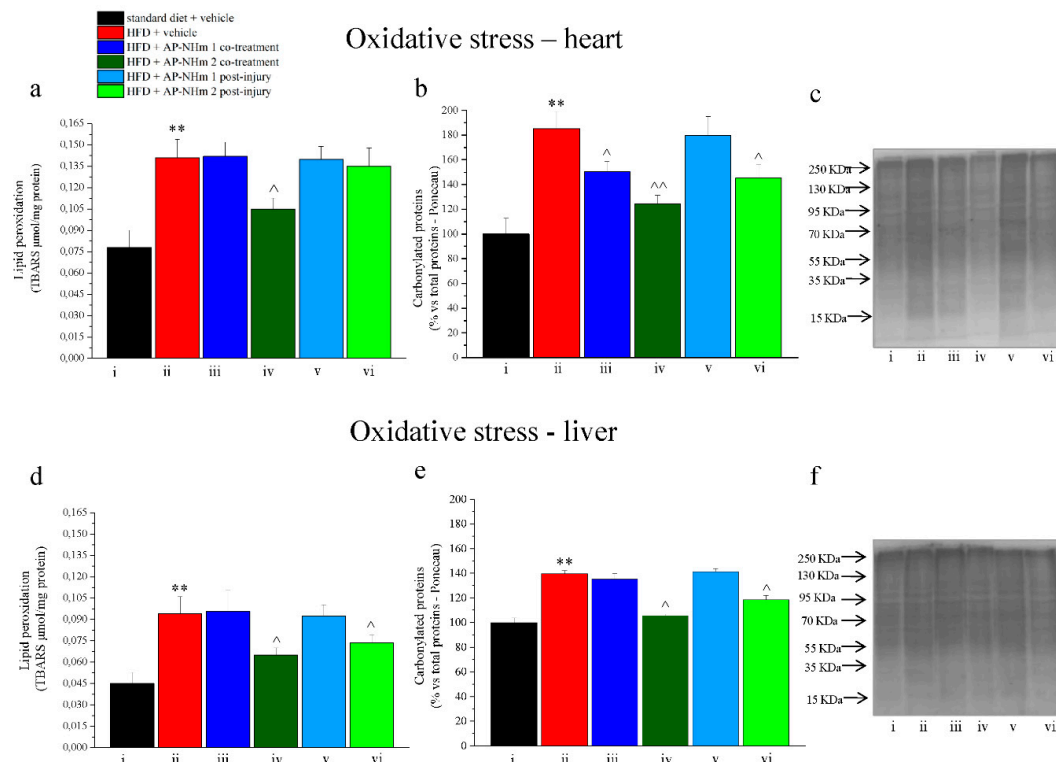 standard diet + vehicle
HFD + vehicle
HFD + AP-NHm 1 co-treatment
HFD + AP-NHm 2 co-treatment
HFD + AP-NHm 1 post-injury
HFD + AP-NHm 2 post-injury
Oxidative stress – heart
a
Lipid peroxidation
(TBARS μmol/mg protein)
0,165
0,150
0,135
0,120
0,105
0,090
0,075
0,060
0,045
0,030
0,015
0,000
**
^
i ii iii iv v vi
b
Carbonylated proteins
(% vs total proteins - Ponceau)
200
180
160
140
120
100
80
60
40
20
0
**
^
^^
^
i ii iii iv v vi
c
250 KDa
130 KDa
95 KDa
70 KDa
55 KDa
35 KDa
15 KDa
i ii iii iv v vi
Oxidative stress - liver
d
Lipid peroxidation
(TBARS μmol/mg protein)
0,165
0,150
0,135
0,120
0,105
0,090
0,075
0,060
0,045
0,030
0,015
0,000
**
^
^
i ii iii iv v vi
e
Carbonylated proteins
(% vs total proteins - Ponceau)
200
180
160
140
120
100
80
60
40
20
0
**
^
^
i ii iii iv v vi
f
250 KDa
130 KDa
95 KDa
70 KDa
55 KDa
35 KDa
15 KDa
i ii iii iv v vi